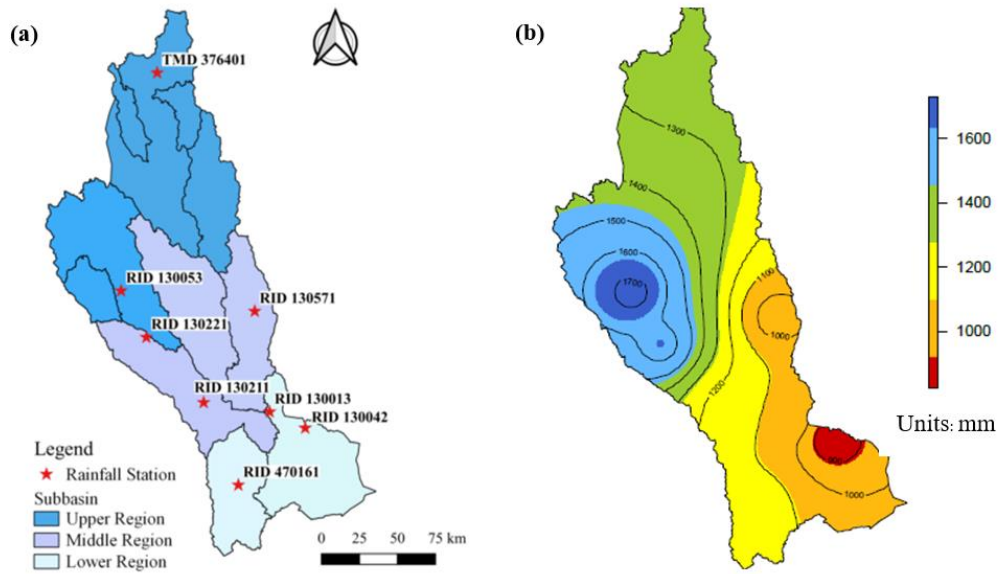 (a)
TMD 376401
RID 130053
RID 130571
RID 130221
RID 130211
RID 130013
RID 130042
RID 470161
Legend
Rainfall Station
Subbasin
Upper Region
Middle Region
Lower Region
0 25 50 75 km
(b)
1300
1400
1500
1600
1700
1100
1000
1200
900
1000
1600
1400
1200
1000
Units: mm